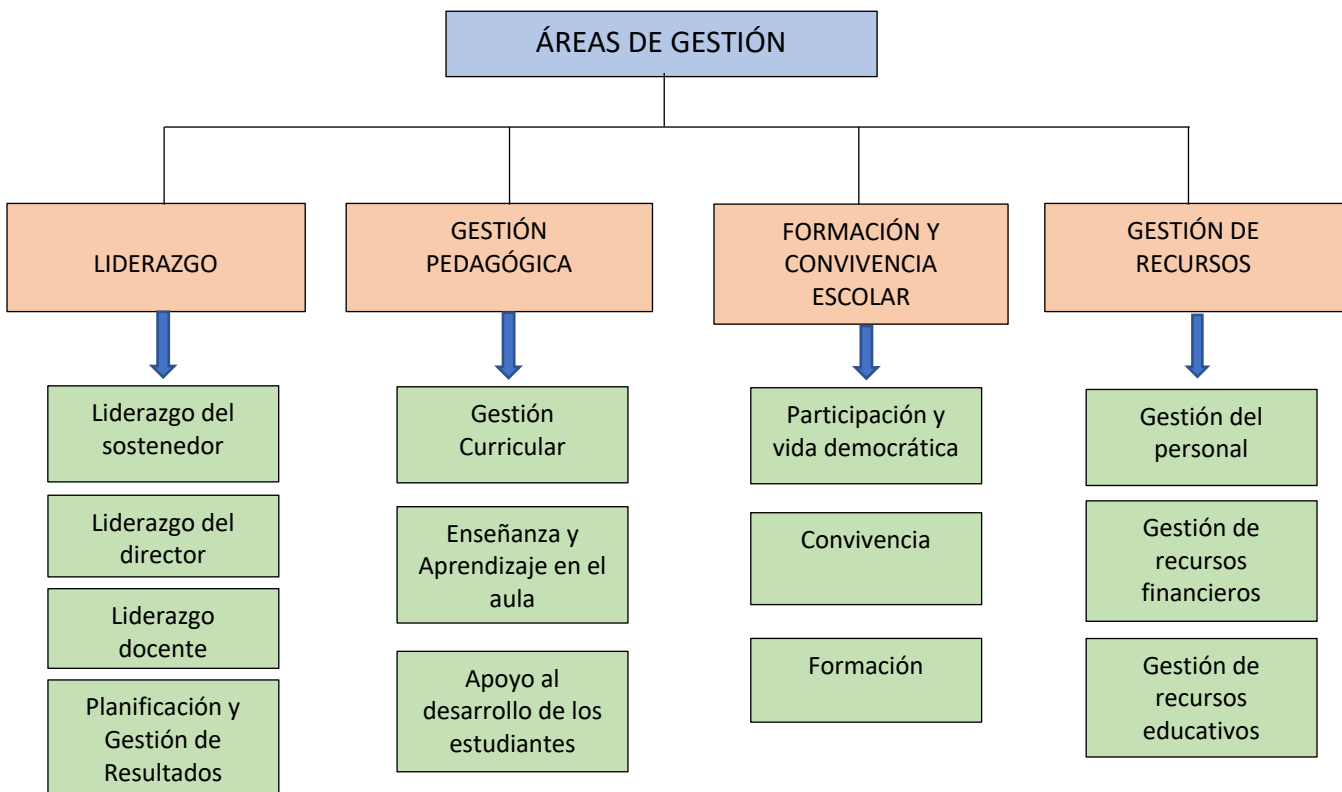 ÁREAS DE GESTIÓN
LIDERAZGO
GESTIÓN
PEDAGÓGICA
FORMACIÓN Y
CONVIVENCIA
ESCOLAR
GESTIÓN DE
RECURSOS
Liderazgo del
sostenedor
Liderazgo del
director
Liderazgo
docente
Planificación y
Gestión de
Resultados
Gestión
Curricular
Enseñanza y
Aprendizaje en el
aula
Apoyo al
desarrollo de los
estudiantes
Participación y
vida democrática
Convivencia
Formación
Gestión del
personal
Gestión de
recursos
financieros
Gestión de
recursos
educativos